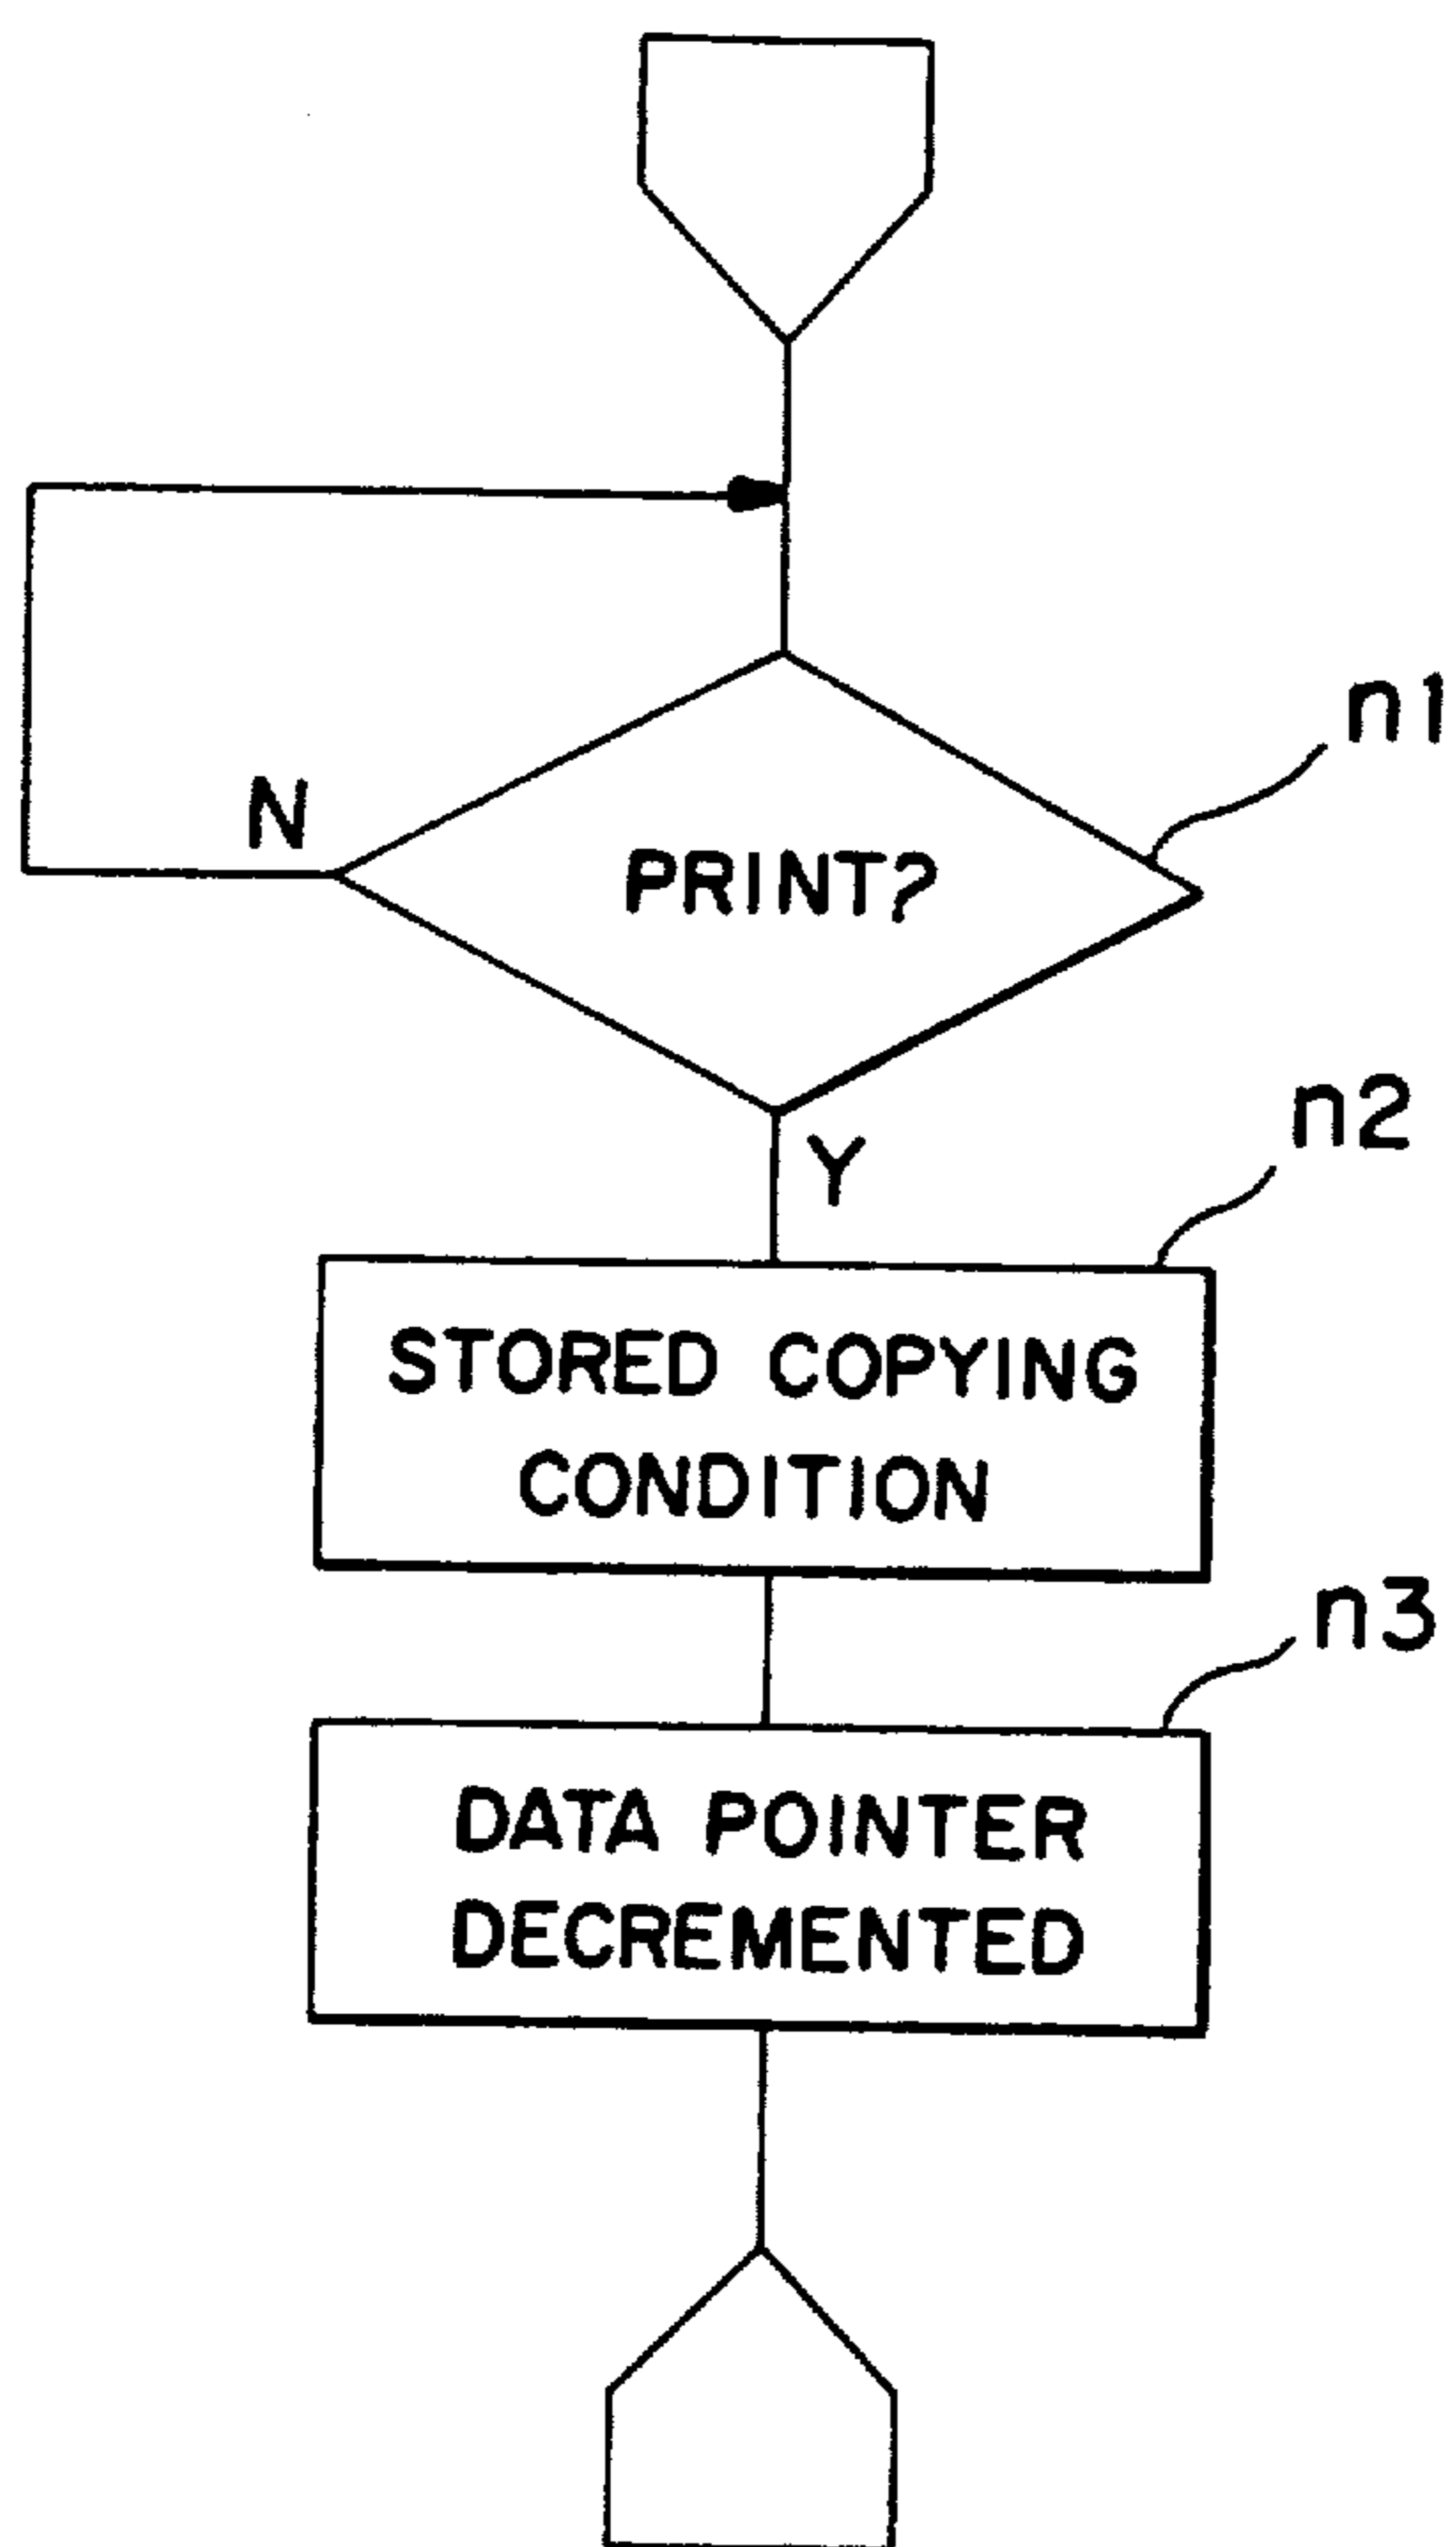 n1
N
PRINT?
n2
Y
STORED COPYING
CONDITION
n3
DATA POINTER
DECREMENTED